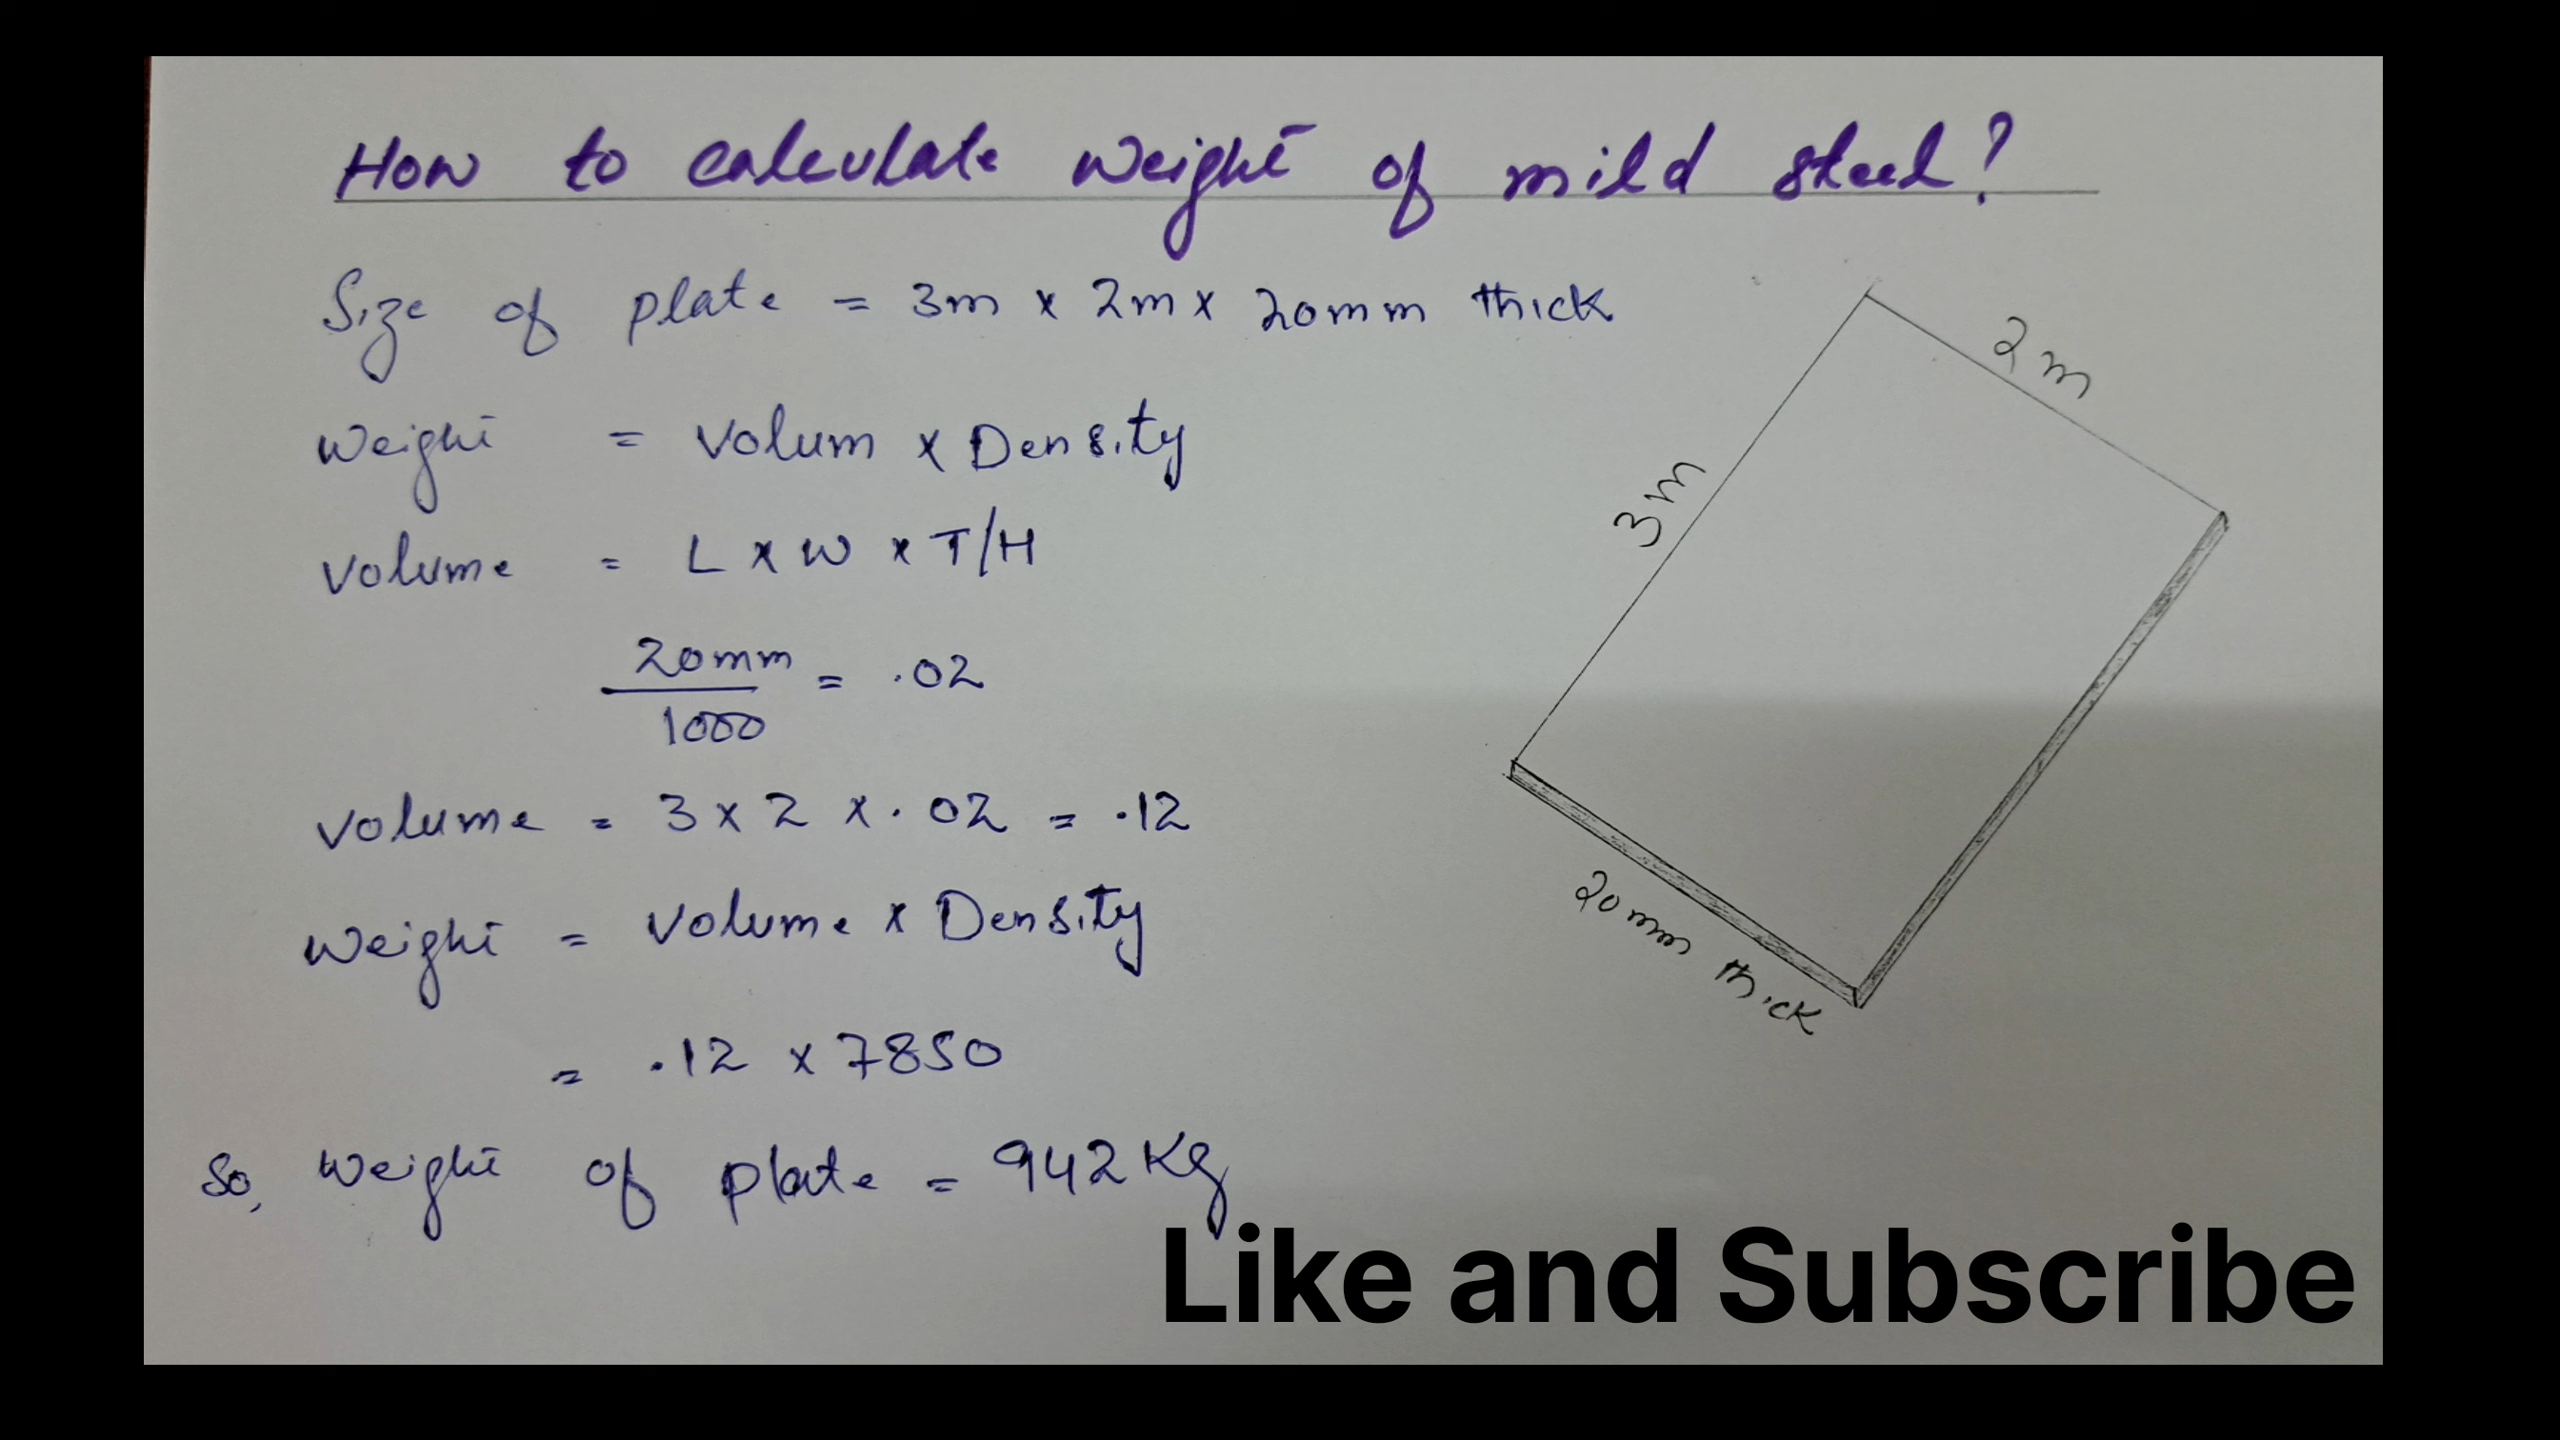 How to calculate weight of mild steel?
Size of plate = 3m x 2m x 20mm thick
2m
weight = volum x Density
3m
volume = L x W x T/H
20mm
1000
= .02
volume = 3 x 2 x .02 = .12
20mm thick
weight = volume x Density
= .12 x 7850
So, weight of plate = 942 Kg
Like and Subscribe